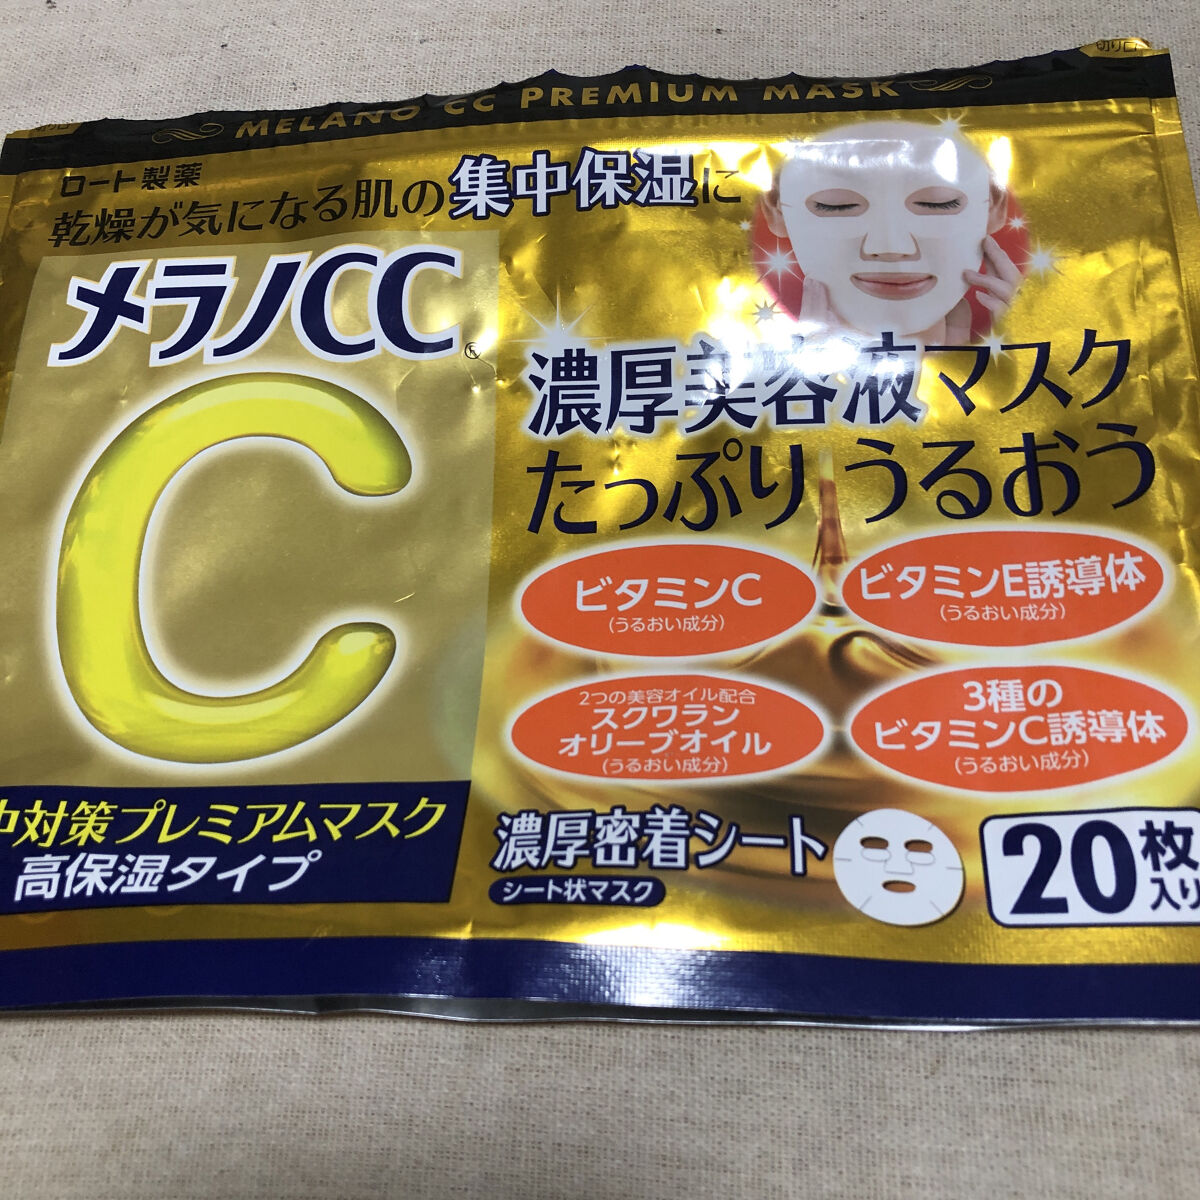 切り口
MELANO CC PREMIUM MASK
ロート製薬
乾燥が気になる肌の集中保湿に
メラノCC
®
C
濃厚美容液マスク
たっぷりうるおう
ビタミンC
(うるおい成分)
ビタミンE誘導体
(うるおい成分)
2つの美容オイル配合
スクワラン
オリーブオイル
(うるおい成分)
3種の
ビタミンC誘導体
(うるおい成分)
中対策プレミアムマスク
高保湿タイプ
濃厚密着シート
シート状マスク
20枚
入り